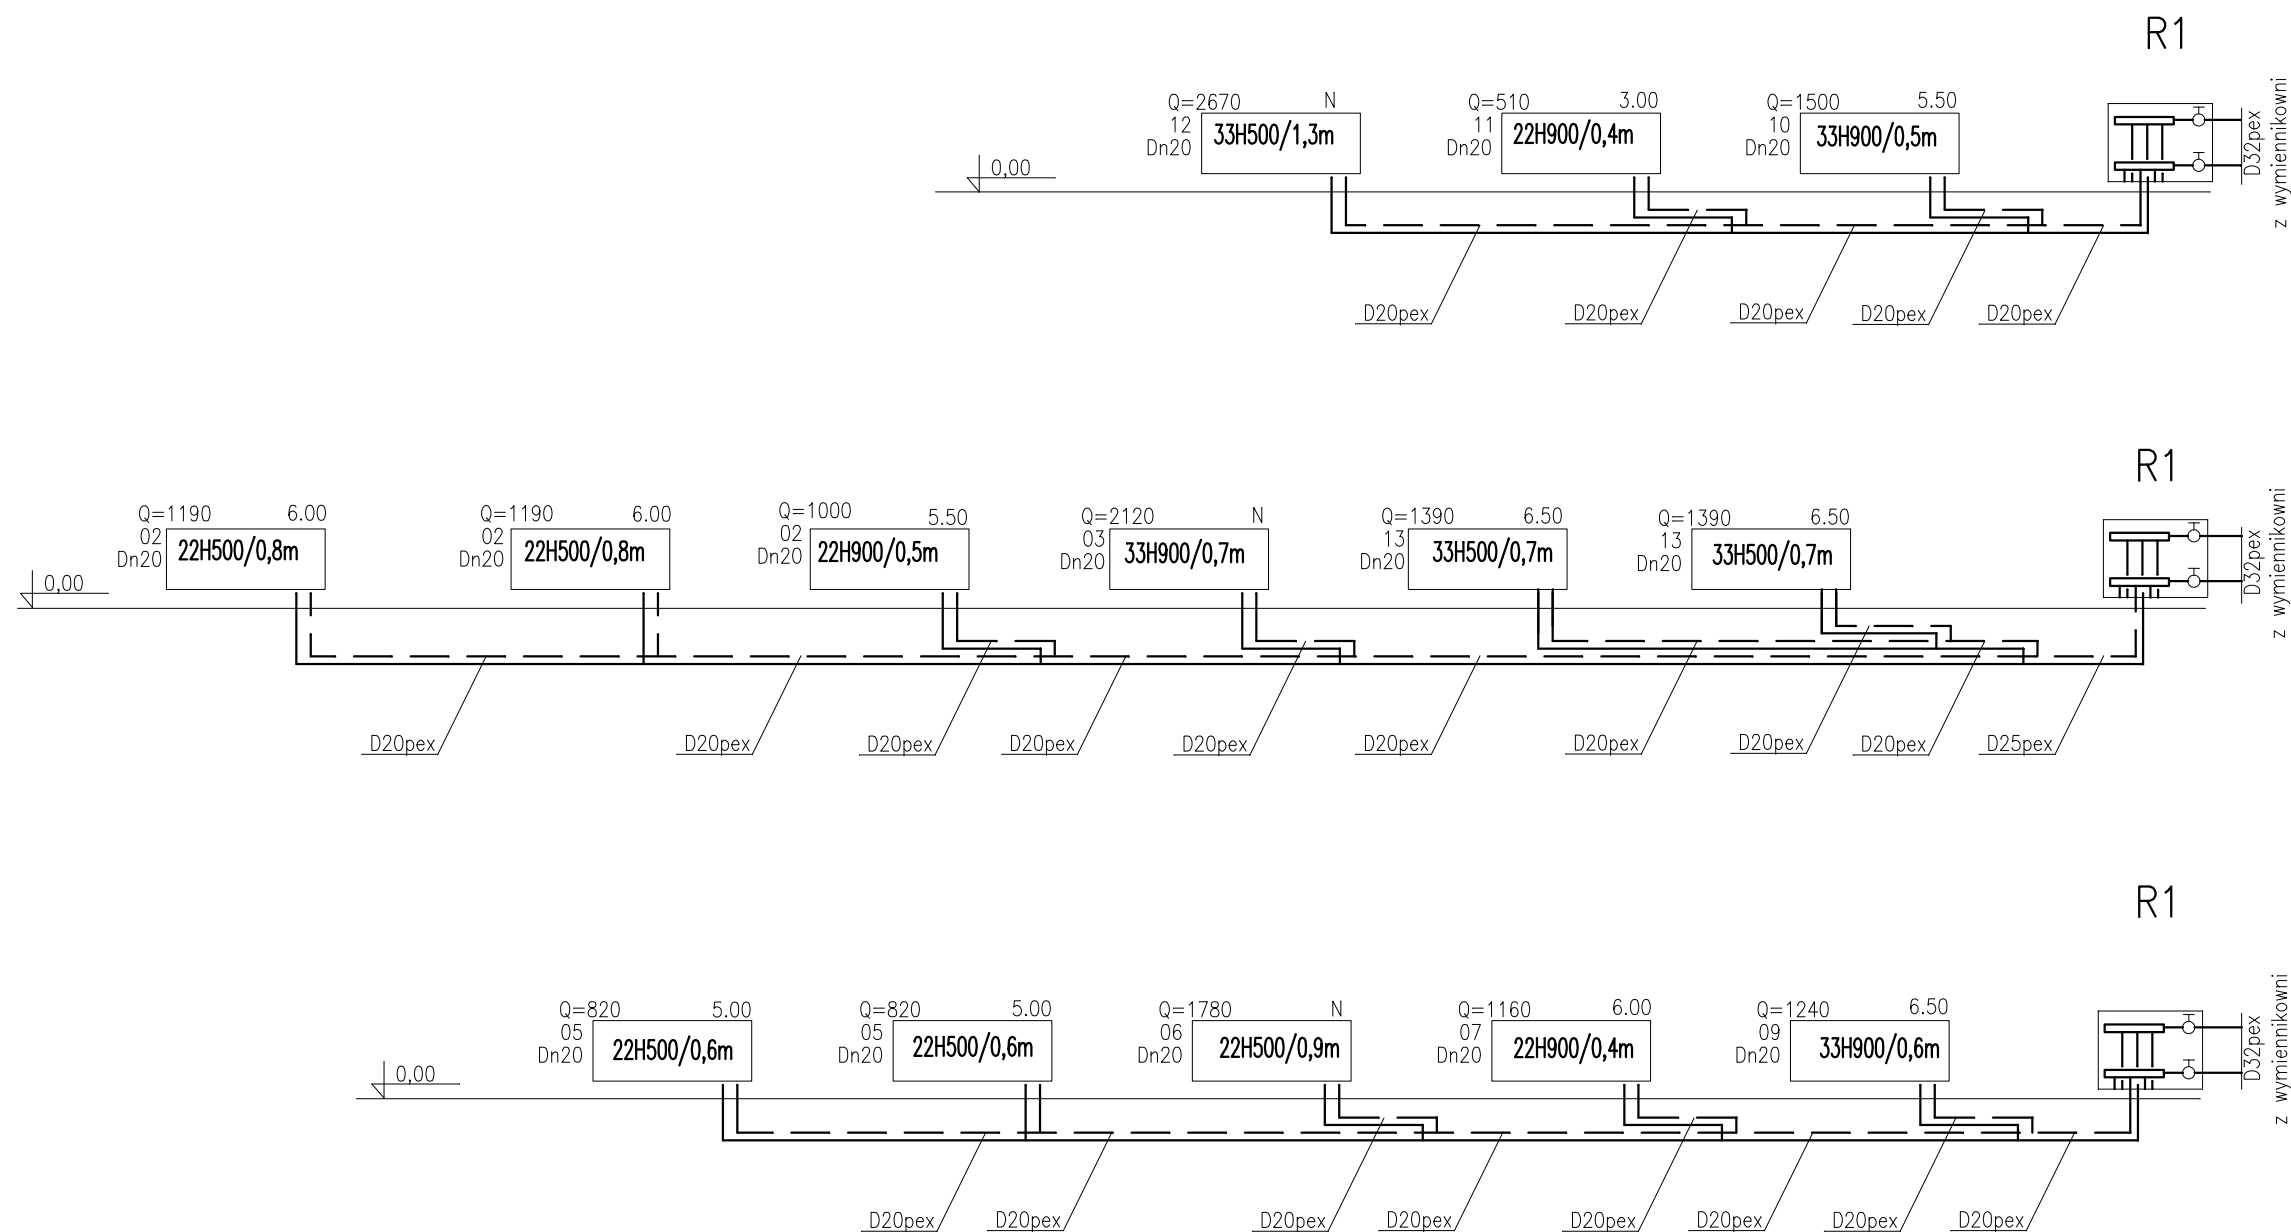 R1
Q=2670 N
12
Dn20
33H500/1,3m
Q=510 3.00
11
Dn20
22H900/0,4m
Q=1500 5.50
10
Dn20
33H900/0,5m
D32pex
z wymiennikowni
0,00
D20pex
D20pex
D20pex
D20pex
D20pex
R1
Q=1190 6.00
02
Dn20
22H500/0,8m
Q=1190 6.00
02
Dn20
22H500/0,8m
Q=1000 5.50
02
Dn20
22H900/0,5m
Q=2120 N
03
Dn20
33H900/0,7m
Q=1390 6.50
13
Dn20
33H500/0,7m
Q=1390 6.50
13
Dn20
33H500/0,7m
D32pex
z wymiennikowni
0,00
D20pex
D20pex
D20pex
D20pex
D20pex
D20pex
D20pex
D20pex
D20pex
D25pex
R1
Q=820 5.00
05
Dn20
22H500/0,6m
Q=820 5.00
05
Dn20
22H500/0,6m
Q=1780 N
06
Dn20
22H500/0,9m
Q=1160 6.00
07
Dn20
22H900/0,4m
Q=1240 6.50
09
Dn20
33H900/0,6m
D32pex
z wymiennikowni
0,00
D20pex
D20pex
D20pex
D20pex
D20pex
D20pex
D20pex
D20pex